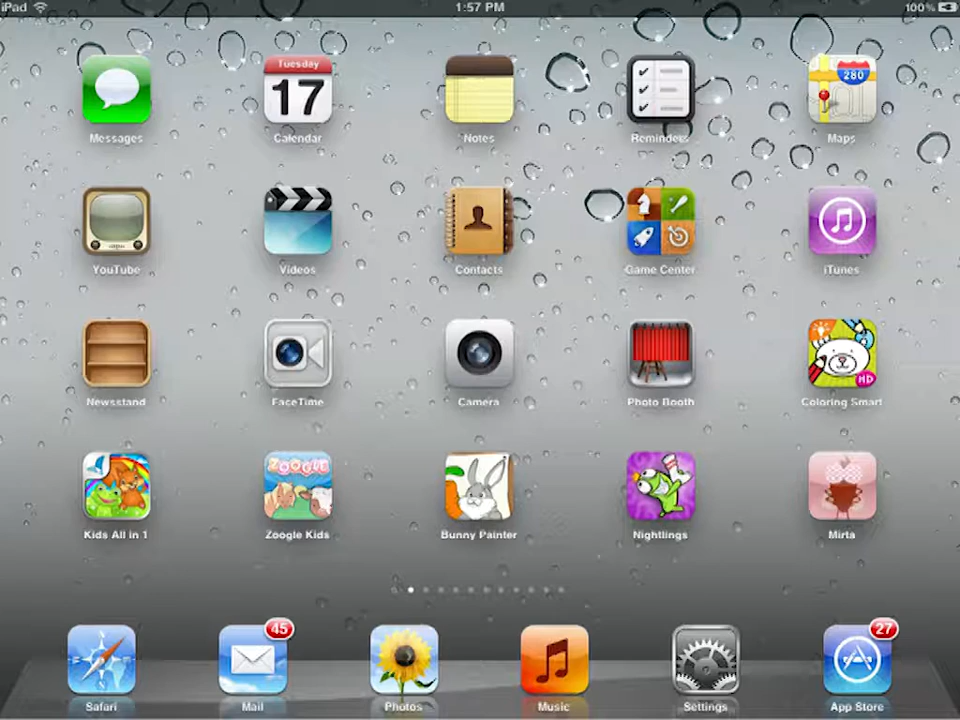 iPad 1:57 PM 100%
Tuesday
17
280
Messages Calendar Notes Reminders Maps
YouTube Videos Contacts Game Center iTunes
HD
Newsstand FaceTime Camera Photo Booth Coloring Smart
ZOOGLE
Kids All in 1 Zoogle Kids Bunny Painter Nightlings Mirta
45
27
Safari Mail Photos Music Settings App Store